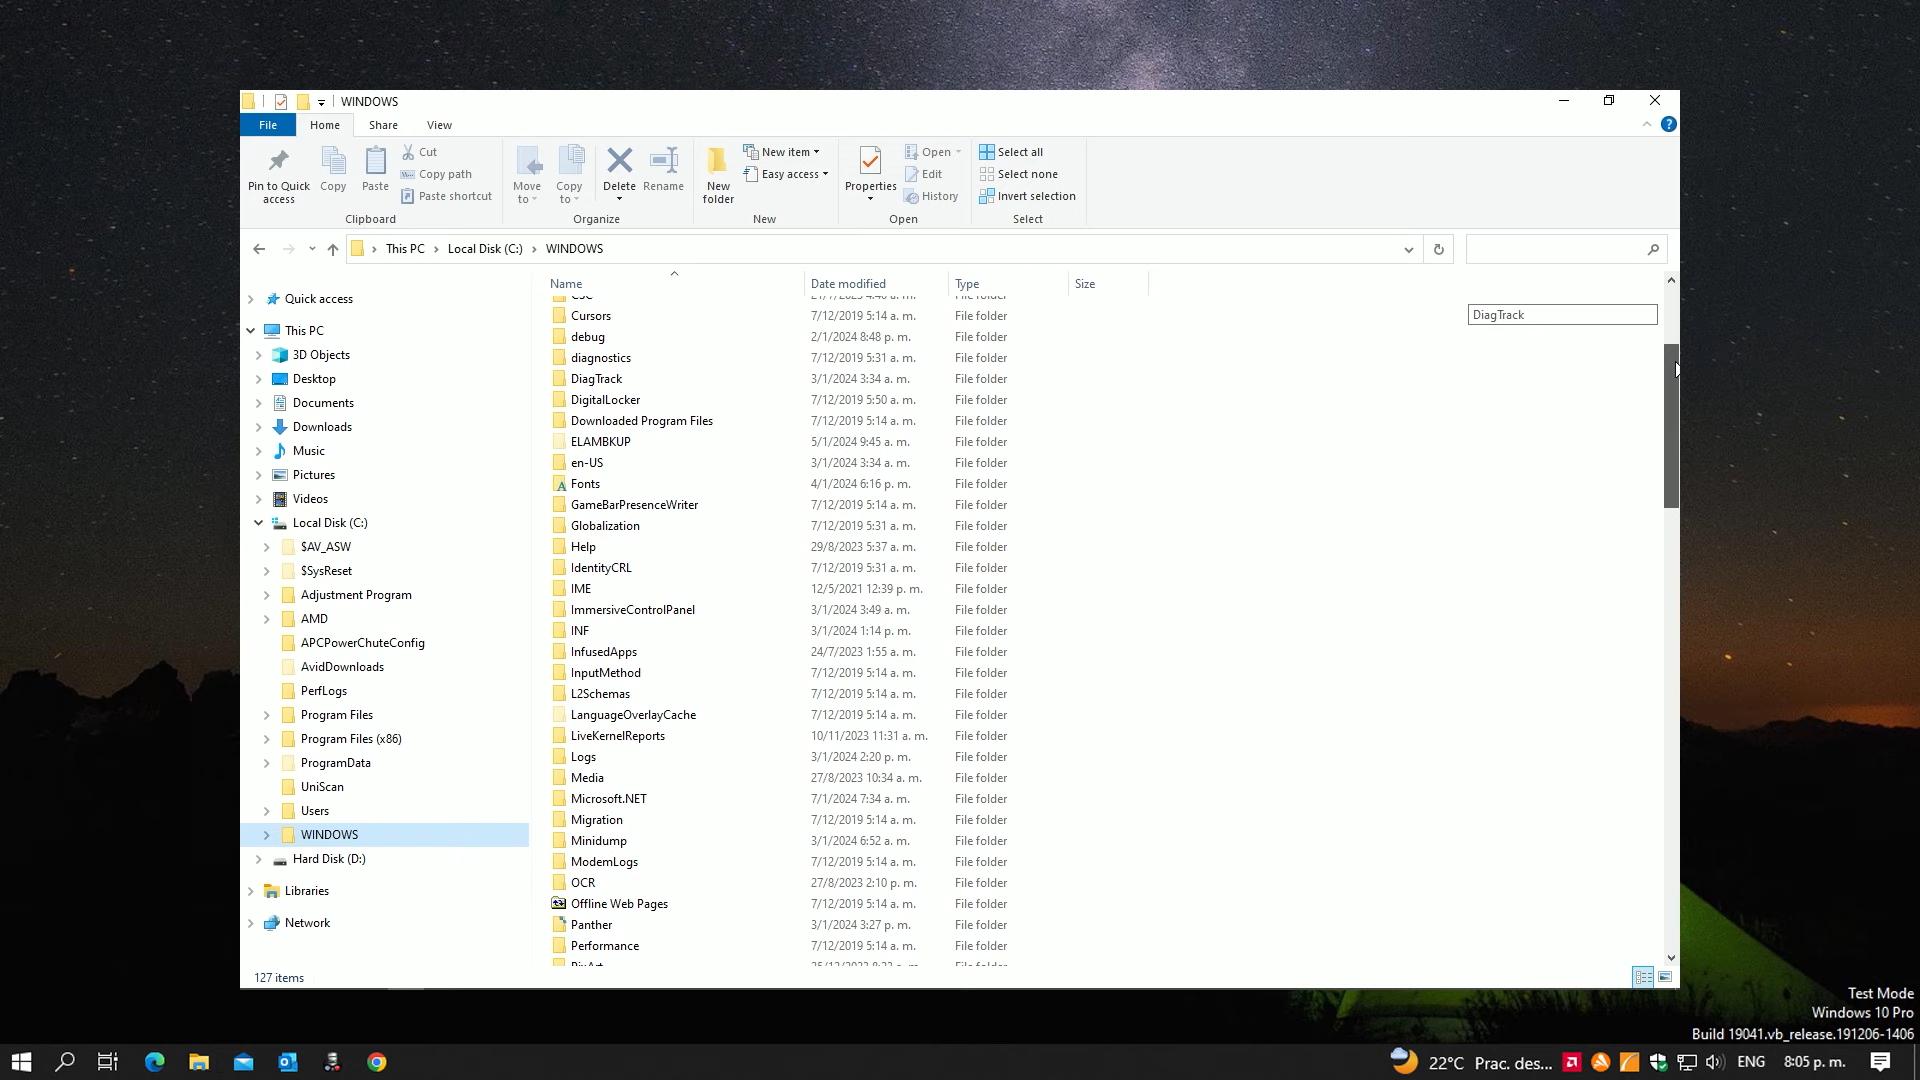 WINDOWS
File Home Share View
Pin to Quick access
Copy
Paste
Cut
Copy path
Paste shortcut
Clipboard
Move to
Copy to
Delete
Rename
Organize
New folder
New item
Easy access
New
Properties
Open
Edit
History
Open
Select all
Select none
Invert selection
Select
This PC > Local Disk (C:) > WINDOWS
Quick access
This PC
3D Objects
Desktop
Documents
Downloads
Music
Pictures
Videos
Local Disk (C:)
$AV_ASW
$SysReset
Adjustment Program
AMD
APCPowerChuteConfig
AvidDownloads
PerfLogs
Program Files
Program Files (x86)
ProgramData
UniScan
Users
WINDOWS
Hard Disk (D:)
Libraries
Network
Name Date modified Type Size
Cursors 7/12/2019 5:14 a. m. File folder
debug 2/1/2024 8:48 p. m. File folder
diagnostics 7/12/2019 5:31 a. m. File folder
DiagTrack 3/1/2024 3:34 a. m. File folder
DigitalLocker 7/12/2019 5:50 a. m. File folder
Downloaded Program Files 7/12/2019 5:14 a. m. File folder
ELAMBKUP 5/1/2024 9:45 a. m. File folder
en-US 3/1/2024 3:34 a. m. File folder
Fonts 4/1/2024 6:16 p. m. File folder
GameBarPresenceWriter 7/12/2019 5:14 a. m. File folder
Globalization 7/12/2019 5:31 a. m. File folder
Help 29/8/2023 5:37 a. m. File folder
IdentityCRL 7/12/2019 5:31 a. m. File folder
IME 12/5/2021 12:39 p. m. File folder
ImmersiveControlPanel 3/1/2024 3:49 a. m. File folder
INF 3/1/2024 1:14 p. m. File folder
InfusedApps 24/7/2023 1:55 a. m. File folder
InputMethod 7/12/2019 5:14 a. m. File folder
L2Schemas 7/12/2019 5:14 a. m. File folder
LanguageOverlayCache 7/12/2019 5:14 a. m. File folder
LiveKernelReports 10/11/2023 11:31 a. m. File folder
Logs 3/1/2024 2:20 p. m. File folder
Media 27/8/2023 10:34 a. m. File folder
Microsoft.NET 7/1/2024 7:34 a. m. File folder
Migration 7/12/2019 5:14 a. m. File folder
Minidump 3/1/2024 6:52 a. m. File folder
ModemLogs 7/12/2019 5:14 a. m. File folder
OCR 27/8/2023 2:10 p. m. File folder
Offline Web Pages 7/12/2019 5:14 a. m. File folder
Panther 3/1/2024 3:27 p. m. File folder
Performance 7/12/2019 5:14 a. m. File folder
DiagTrack
127 items
Test Mode
Windows 10 Pro
Build 19041.vb_release.191206-1406
22°C Prac. des... ENG 8:05 p. m.